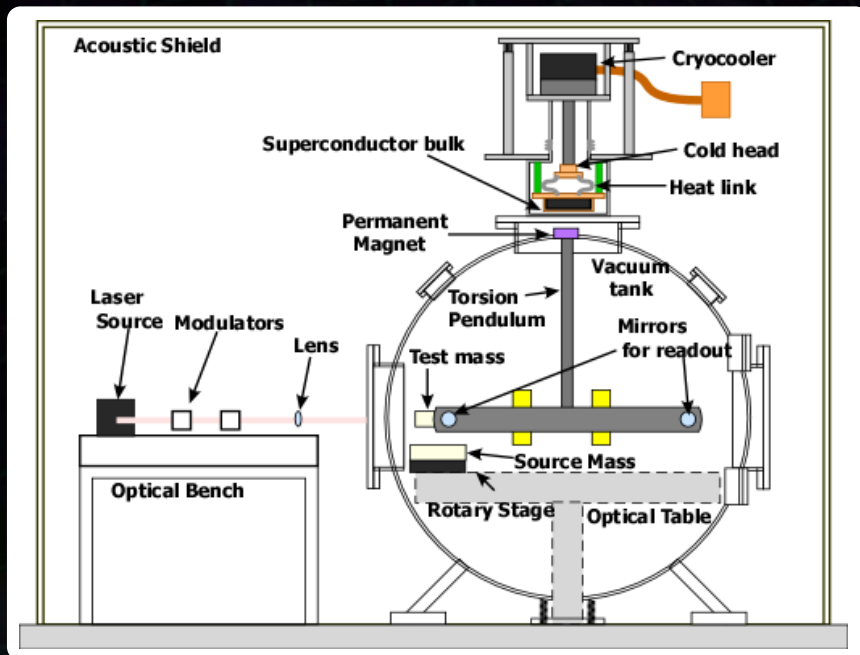 Acoustic Shield
Cryocooler
Superconductor bulk
Cold head
Heat link
Permanent
Magnet
Vacuum
tank
Laser
Source
Modulators
Torsion
Pendulum
Mirrors
for readout
Lens
Test mass
Source Mass
Optical Bench
Rotary Stage
Optical Table